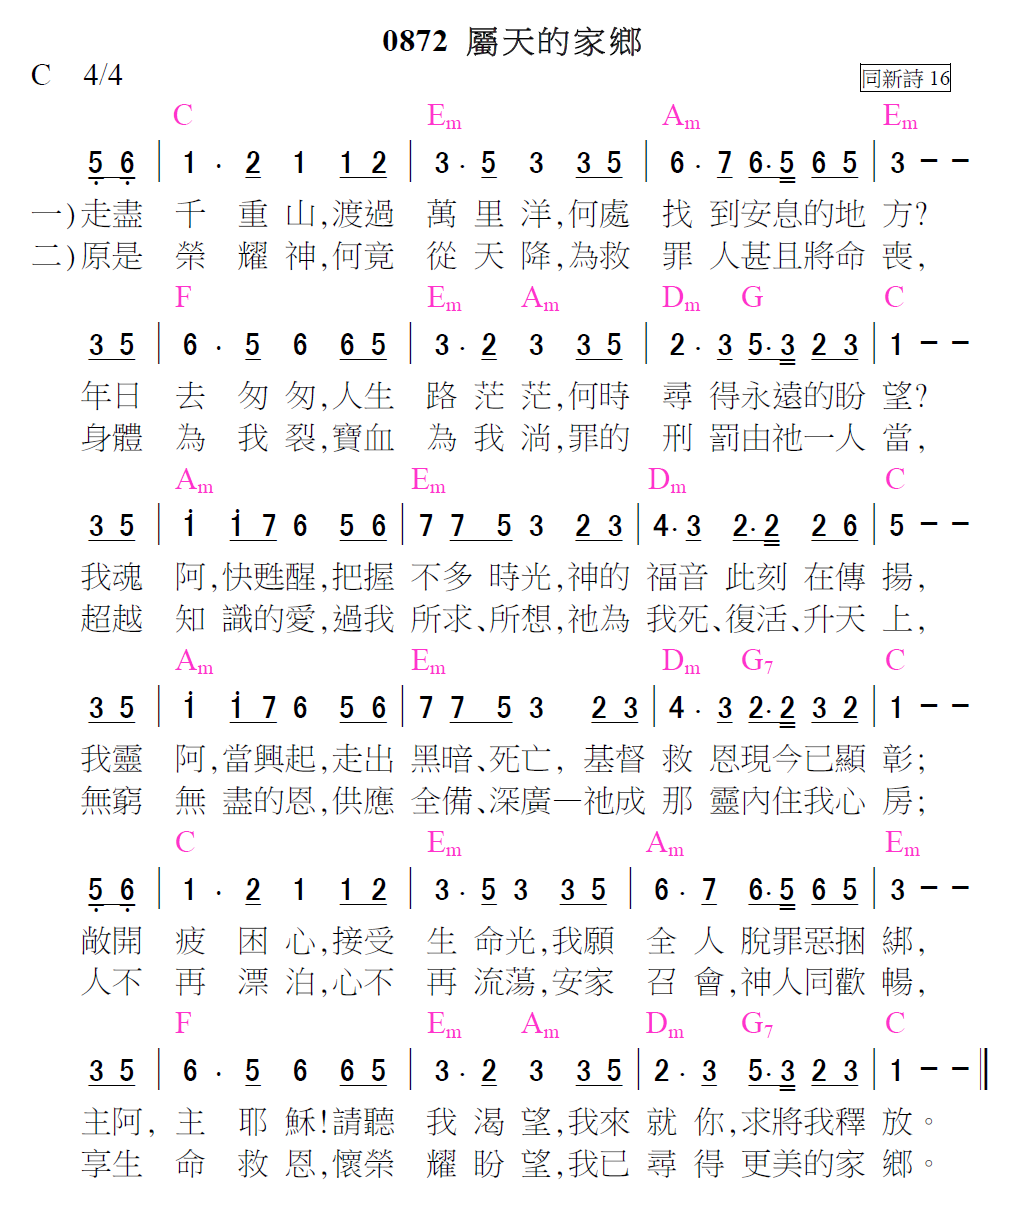 0872 屬天的家鄉
C 4/4 同新詩 16
C Em Am Em
5 6 | 1 · 2 1 1 2 | 3 · 5 3 3 5 | 6 · 7 6 · 5 6 5 | 3 － －
一)走盡 千 重 山,渡過 萬 里 洋,何處 找 到安息的地 方?
二)原是 榮 耀 神,何竟 從 天 降,為救 罪 人甚且將命 喪,
F Em Am Dm G C
3 5 | 6 · 5 6 6 5 | 3 · 2 3 3 5 | 2 · 3 5 · 3 2 3 | 1 － －
年日 去 匆 匆,人生 路 茫 茫,何時 尋 得永遠的盼 望?
身體 為 我 裂,寶血 為 我 淌,罪的 刑 罰由祂一人 當,
Am Em Dm C
3 5 | 1 1 7 6 5 6 | 7 7 5 3 2 3 | 4 · 3 2 · 2 2 6 | 5 － －
我魂 阿,快甦醒,把握 不多 時光,神的 福音 此刻 在傳 揚,
超越 知 識的愛,過我 所求、所想,祂為 我死、復活、升天 上,
Am Em Dm G7 C
3 5 | 1 1 7 6 5 6 | 7 7 5 3 2 3 | 4 · 3 2 · 2 3 2 | 1 － －
我靈 阿,當興起,走出 黑暗、死亡, 基督 救 恩現今已顯 彰;
無窮 無 盡的恩,供應 全備、深廣—祂成 那 靈內住我心 房;
C Em Am Em
5 6 | 1 · 2 1 1 2 | 3 · 5 3 3 5 | 6 · 7 6 · 5 6 5 | 3 － －
敞開 疲 困 心,接受 生 命光,我願 全 人 脫罪惡捆 綁,
人不 再 漂 泊,心不 再 流蕩,安家 召 會,神人同歡 暢,
F Em Am Dm G7 C
3 5 | 6 · 5 6 6 5 | 3 · 2 3 3 5 | 2 · 3 5 · 3 2 3 | 1 － －
主阿, 主 耶 穌!請聽 我 渴 望,我來 就 你,求將我釋 放。
享生 命 救 恩,懷榮 耀 盼 望,我已 尋 得 更美的家 鄉。